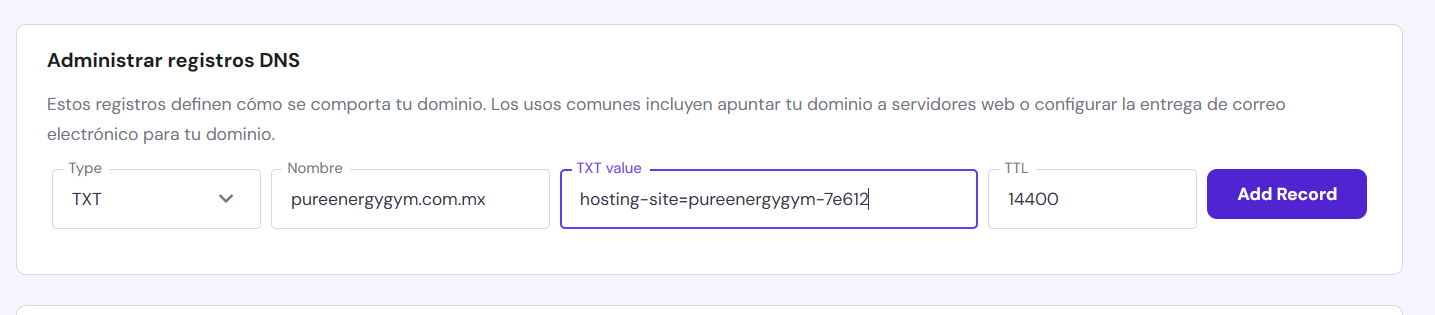 Administrar registros DNS
Estos registros definen cómo se comporta tu dominio. Los usos comunes incluyen apuntar tu dominio a servidores web o configurar la entrega de correo
electrónico para tu dominio.
Type
TXT
Nombre
pureenergygym.com.mx
TXT value
hosting-site=pureenergygym-7e612
TTL
14400
Add Record